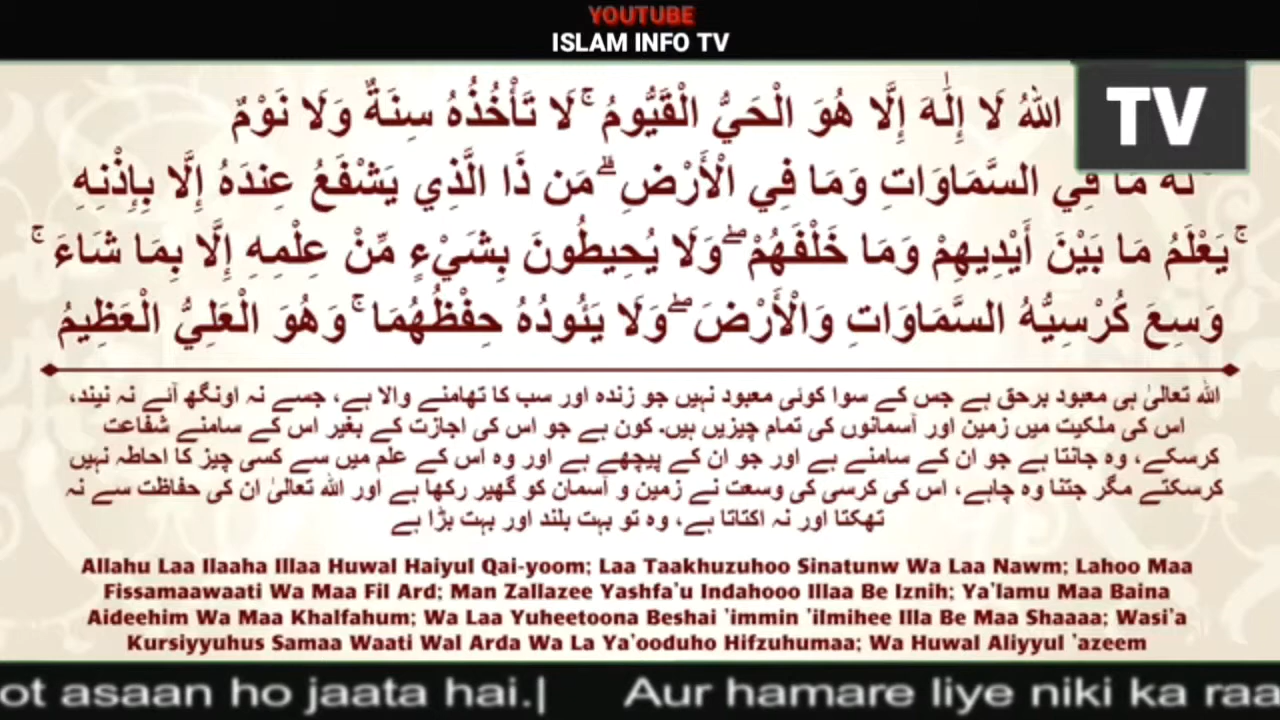 YOUTUBE
ISLAM INFO TV
TV
اللهُ لَا إِلَٰهَ إِلَّا هُوَ الْحَيُّ الْقَيُّومُ ۚ لَا تَأْخُذُهُ سِنَةٌ وَلَا نَوْمٌ
لَهُ مَا فِي السَّمَاوَاتِ وَمَا فِي الْأَرْضِ ۗ مَن ذَا الَّذِي يَشْفَعُ عِندَهُ إِلَّا بِإِذْنِهِ
ۚ يَعْلَمُ مَا بَيْنَ أَيْدِيهِمْ وَمَا خَلْفَهُمْ ۖ وَلَا يُحِيطُونَ بِشَيْءٍ مِّنْ عِلْمِهِ إِلَّا بِمَا شَاءَ ۚ
وَسِعَ كُرْسِيُّهُ السَّمَاوَاتِ وَالْأَرْضَ ۖ وَلَا يَئُودُهُ حِفْظُهُمَا ۚ وَهُوَ الْعَلِيُّ الْعَظِيمُ
الله تعالیٰ ہی معبود برحق ہے جس کے سوا کوئی معبود نہیں جو زندہ اور سب کا تھامنے والا ہے، جسے نہ اونگھ آئے نہ نیند،
اس کی ملکیت میں زمین اور آسمانوں کی تمام چیزیں ہیں۔ کون ہے جو اس کی اجازت کے بغیر اس کے سامنے شفاعت
کرسکے، وہ جانتا ہے جو ان کے سامنے ہے اور جو ان کے پیچھے ہے اور وہ اس کے علم میں سے کسی چیز کا احاطہ نہیں
کرسکتے مگر جتنا وہ چاہے، اس کی کرسی کی وسعت نے زمین و آسمان کو گھیر رکھا ہے اور الله تعالیٰ ان کی حفاظت سے نہ
تھکتا اور نہ اکتاتا ہے، وہ تو بہت بلند اور بہت بڑا ہے
Allahu Laa Ilaaha Illaa Huwal Haiyul Qai-yoom; Laa Taakhuzuhoo Sinatunw Wa Laa Nawm; Lahoo Maa
Fissamaawaati Wa Maa Fil Ard; Man Zallazee Yashfa'u Indahooo Illaa Be Iznih; Ya'lamu Maa Baina
Aideehim Wa Maa Khalfahum; Wa Laa Yuheetoona Beshai 'immin 'ilmihee Illa Be Maa Shaaa; Wasi'a
Kursiyyuhus Samaa Waati Wal Arda Wa La Ya'ooduho Hifzuhumaa; Wa Huwal Aliyyul 'azeem
ot asaan ho jaata hai.| Aur hamare liye niki ka raa